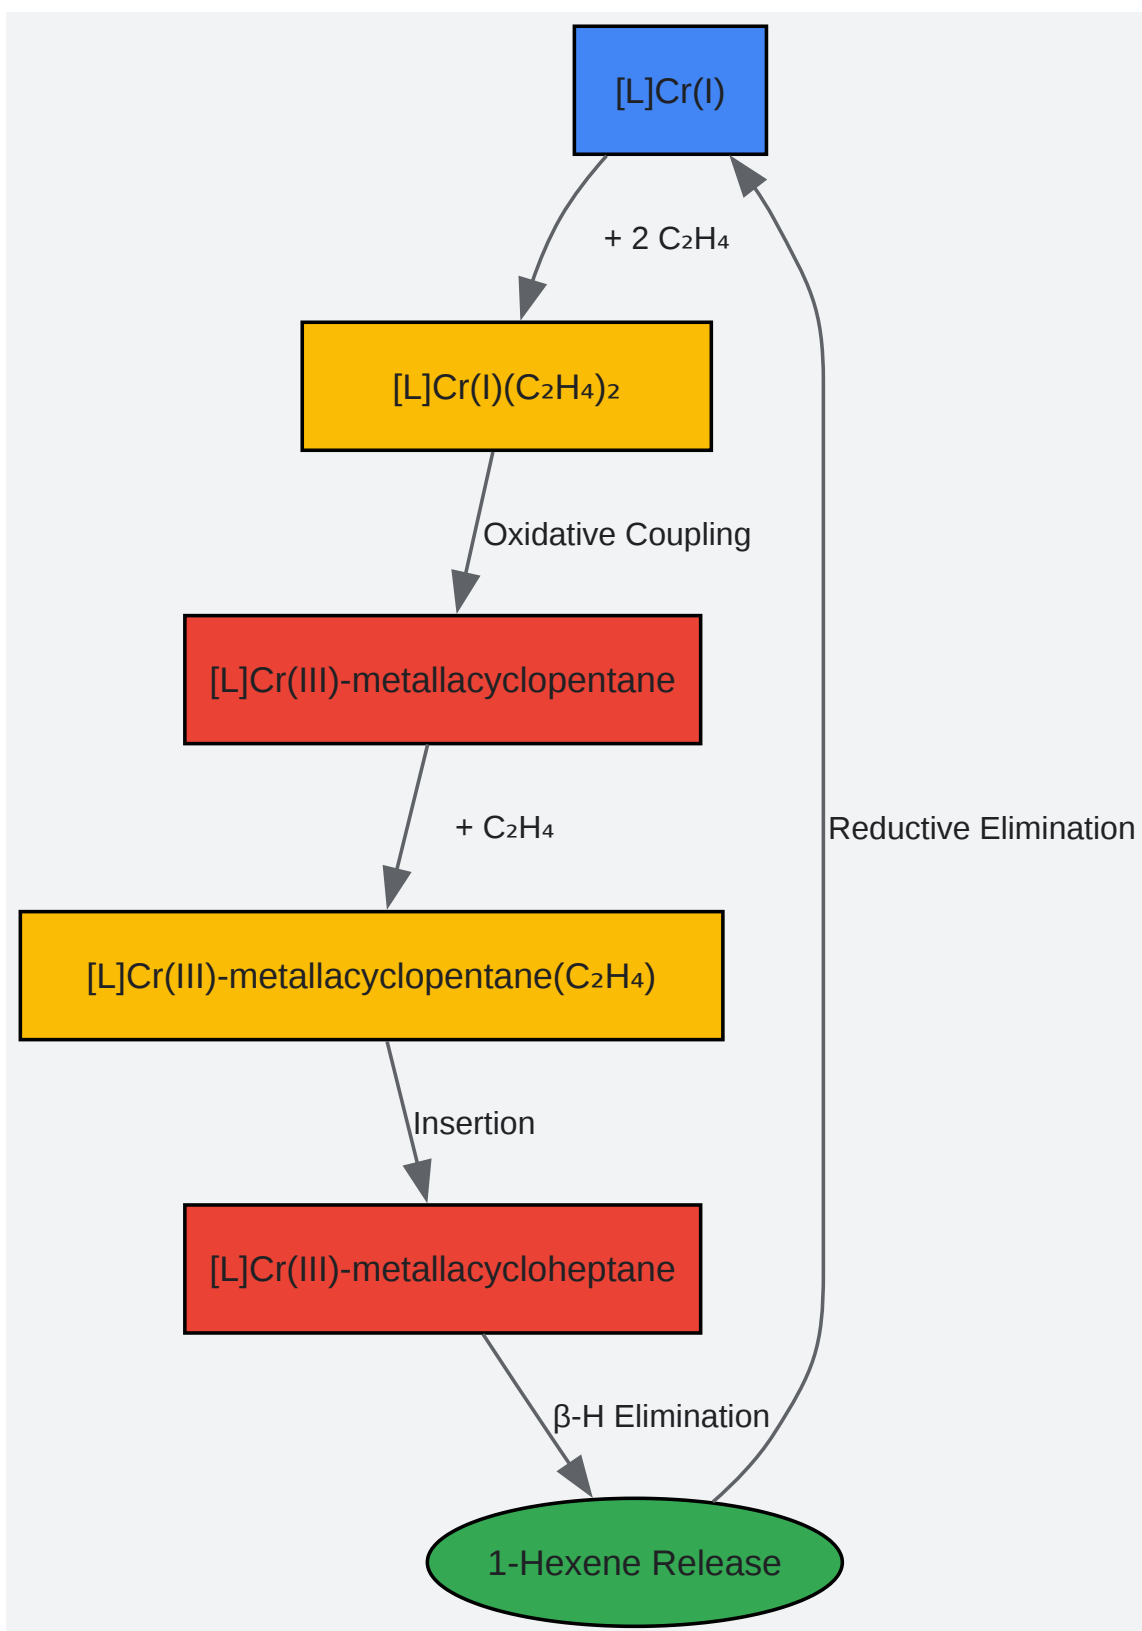 [L]Cr(I)
+ 2 C₂H₄
[L]Cr(I)(C₂H₄)₂
Oxidative Coupling
[L]Cr(III)-metallacyclopentane
+ C₂H₄
Reductive Elimination
[L]Cr(III)-metallacyclopentane(C₂H₄)
Insertion
[L]Cr(III)-metallacycloheptane
β-H Elimination
1-Hexene Release